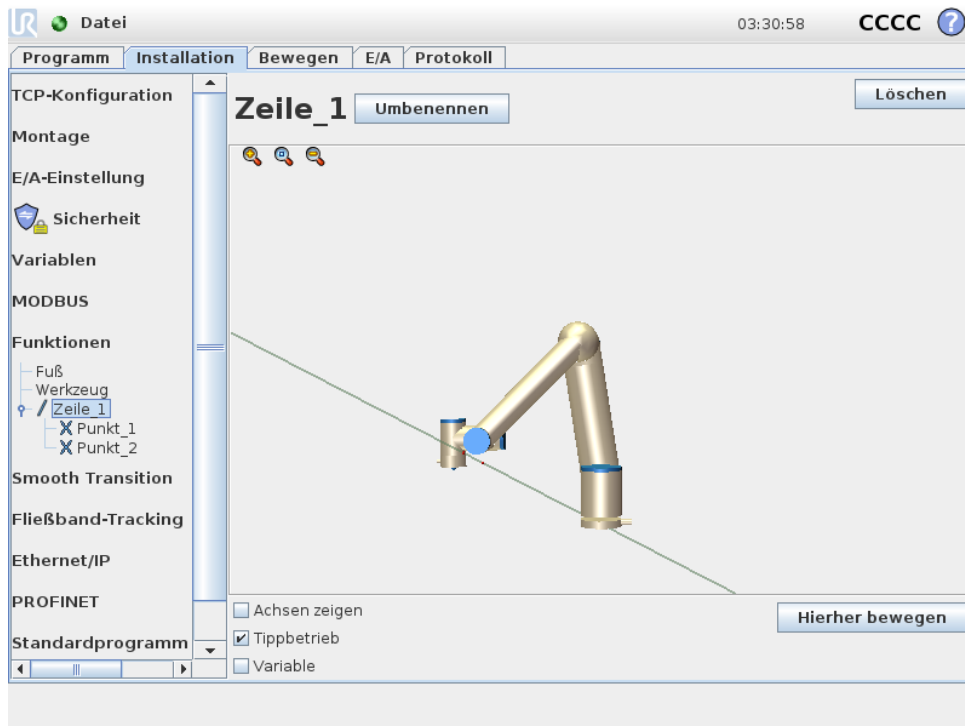 UR Datei 03:30:58 CCCC ?
Programm Installation Bewegen E/A Protokoll
TCP-Konfiguration
Montage
E/A-Einstellung
Sicherheit
Variablen
MODBUS
Funktionen
Fuß
Werkzeug
Zeile_1
Punkt_1
Punkt_2
Smooth Transition
Fließband-Tracking
Ethernet/IP
PROFINET
Standardprogramm
Zeile_1 Umbenennen Löschen
Achsen zeigen
Tippbetrieb
Variable
Hierher bewegen